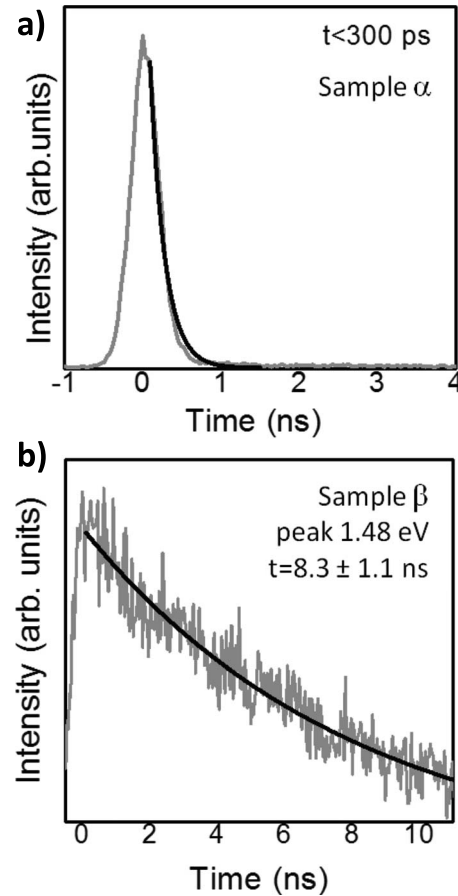 a)
t<300 ps
Sample α
Intensity (arb.units)
-1 0 1 2 3 4
Time (ns)
b)
Sample β
peak 1.48 eV
t=8.3 ± 1.1 ns
Intensity (arb. units)
0 2 4 6 8 10
Time (ns)